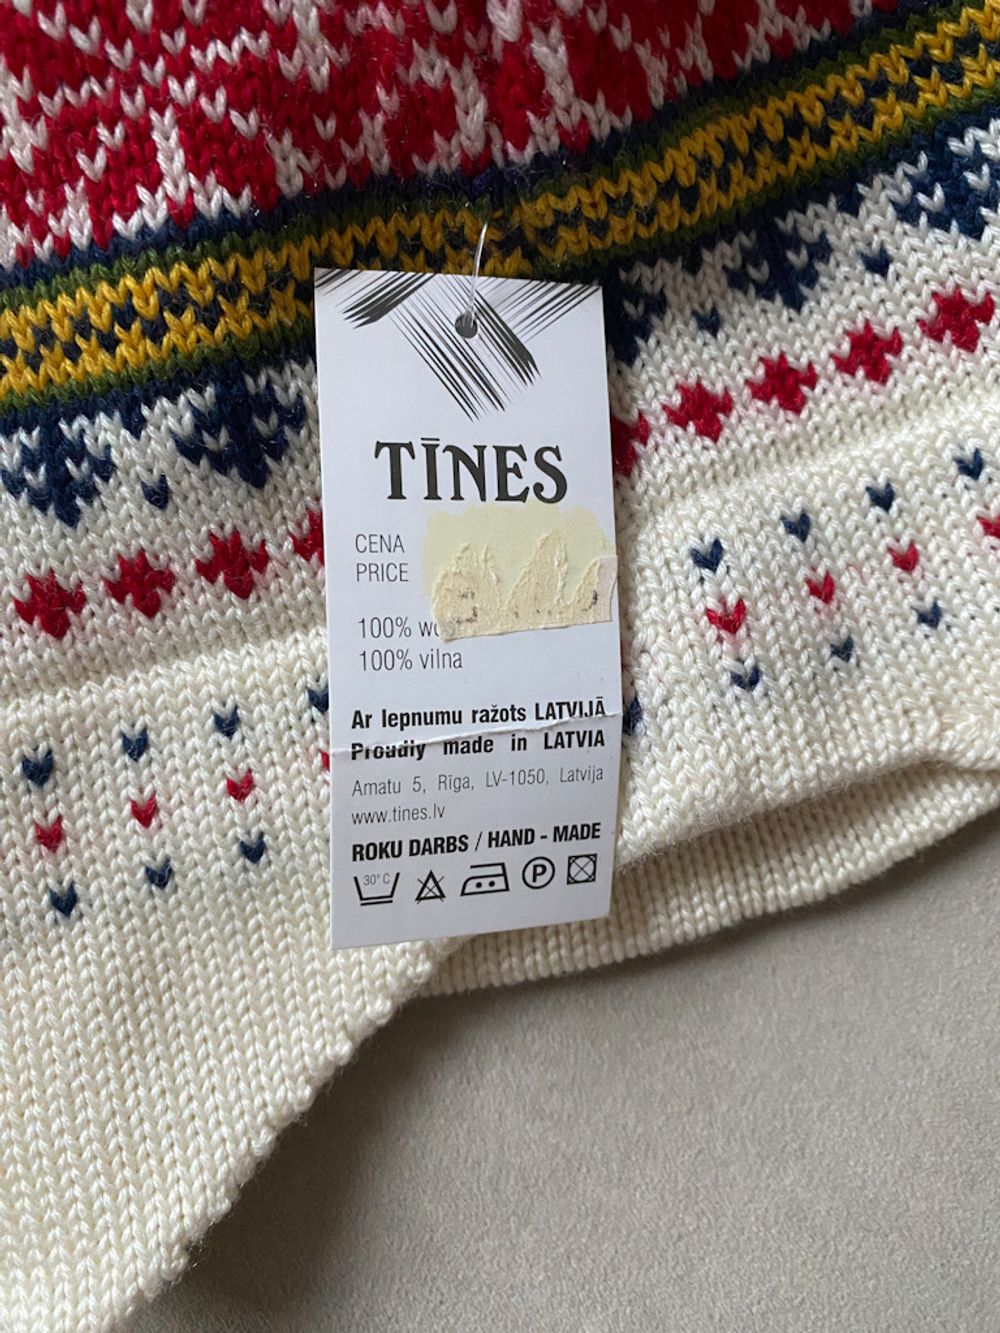 TĪNES
CENA
PRICE
100%
100% vilna
Ar lepnumu ražots LATVIJĀ
Proudly made in LATVIA
Amatu 5, Rīga, LV-1050, Latvija
www.tines.lv
ROKU DARBS / HAND - MADE
30°C P